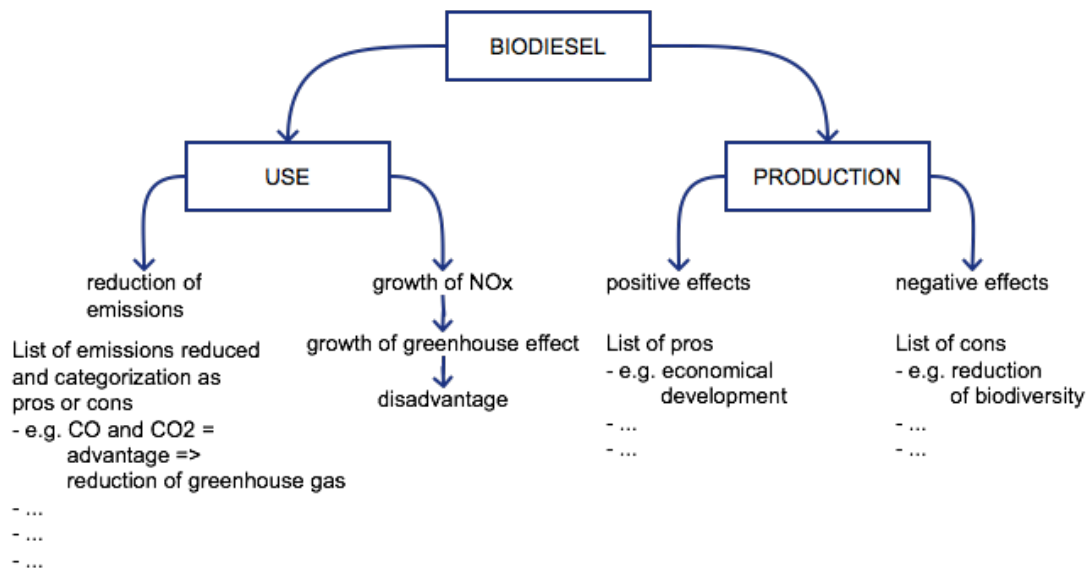 BIODIESEL
USE
PRODUCTION
reduction of
emissions
List of emissions reduced
and categorization as
pros or cons
- e.g. CO and CO2 =
advantage =>
reduction of greenhouse gas
- ...
- ...
- ...
growth of NOx
growth of greenhouse effect
disadvantage
positive effects
List of pros
- e.g. economical
development
- ...
- ...
negative effects
List of cons
- e.g. reduction
of biodiversity
- ...
- ...